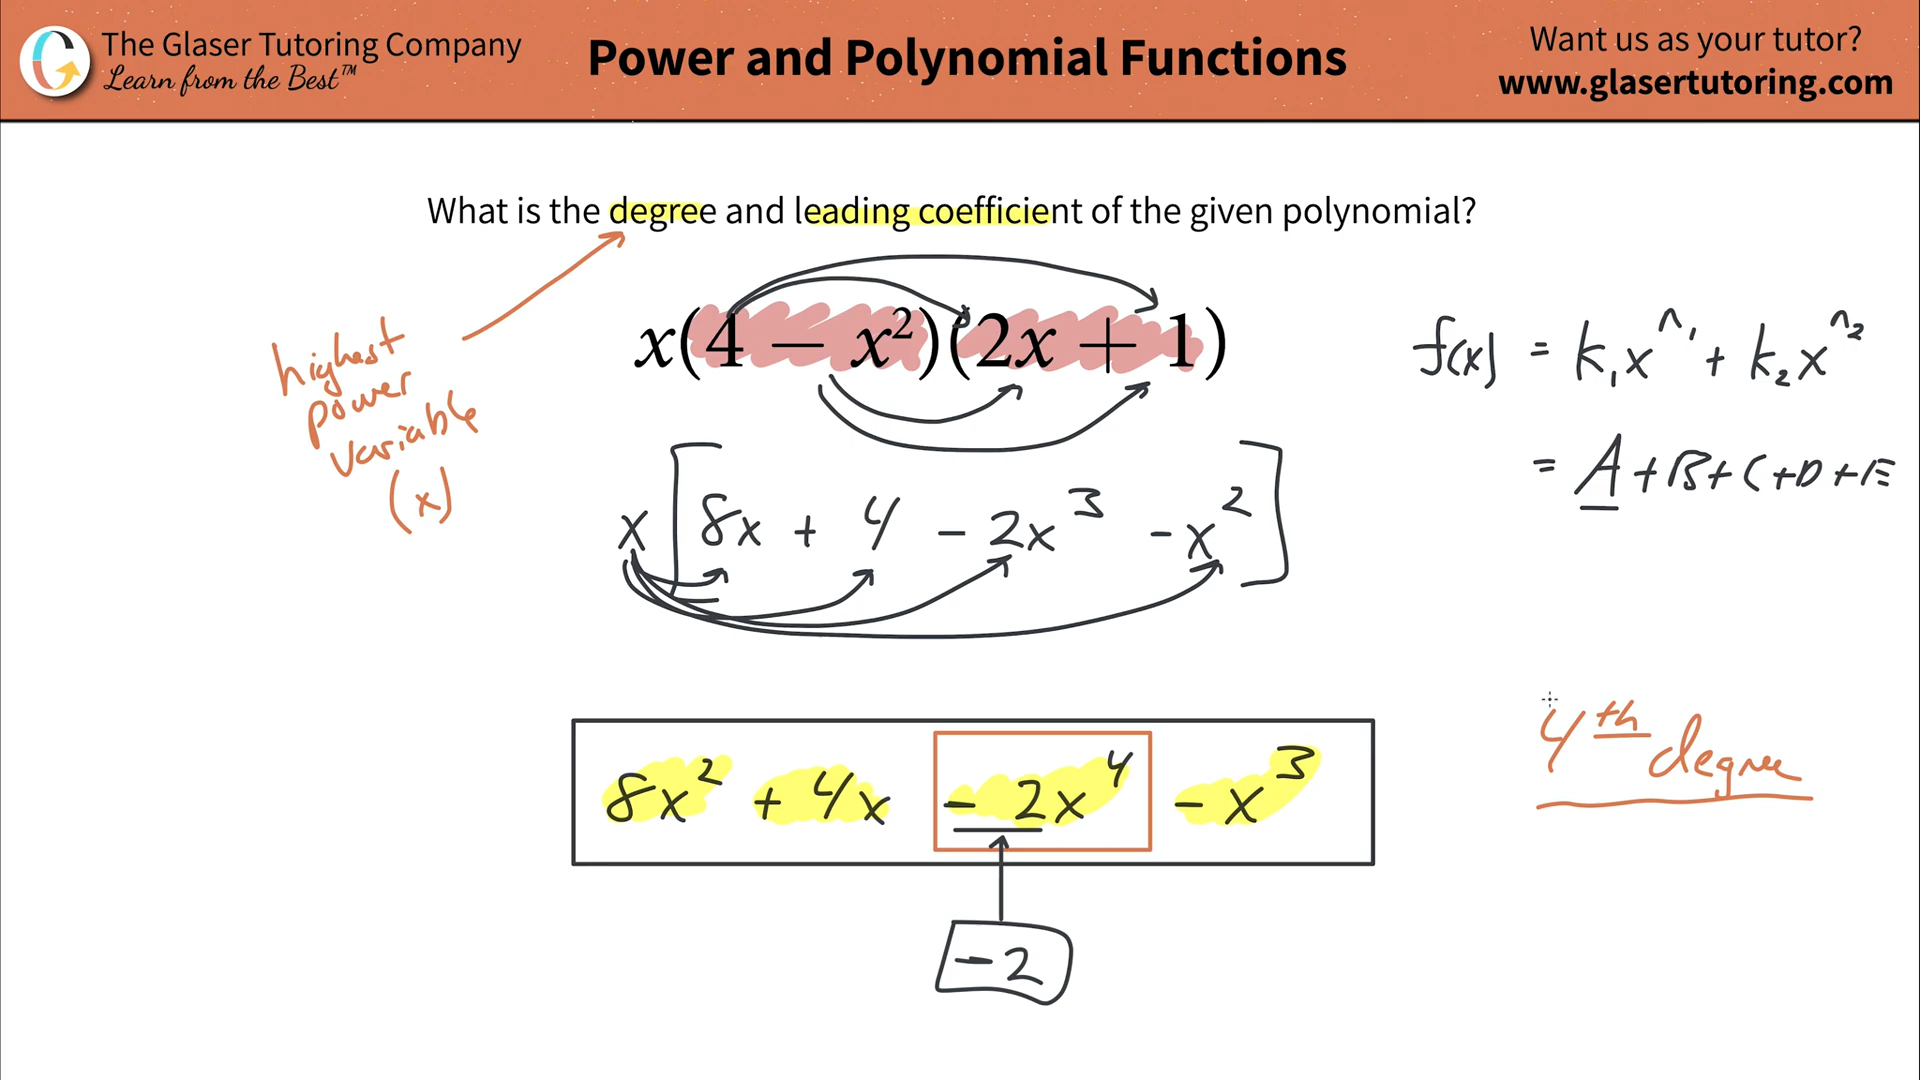 The Glaser Tutoring Company
Learn from the Best™
Power and Polynomial Functions
Want us as your tutor?
www.glasertutoring.com
What is the degree and leading coefficient of the given polynomial?
x(4 − x²)(2x + 1)
highest
power
variable
(x)
f(x) = k₁x^n₁ + k₂x^n₂
= A + B + C + D + E
x[8x + 4 − 2x³ − x²]
8x² + 4x − 2x⁴ − x³
4th degree
−2